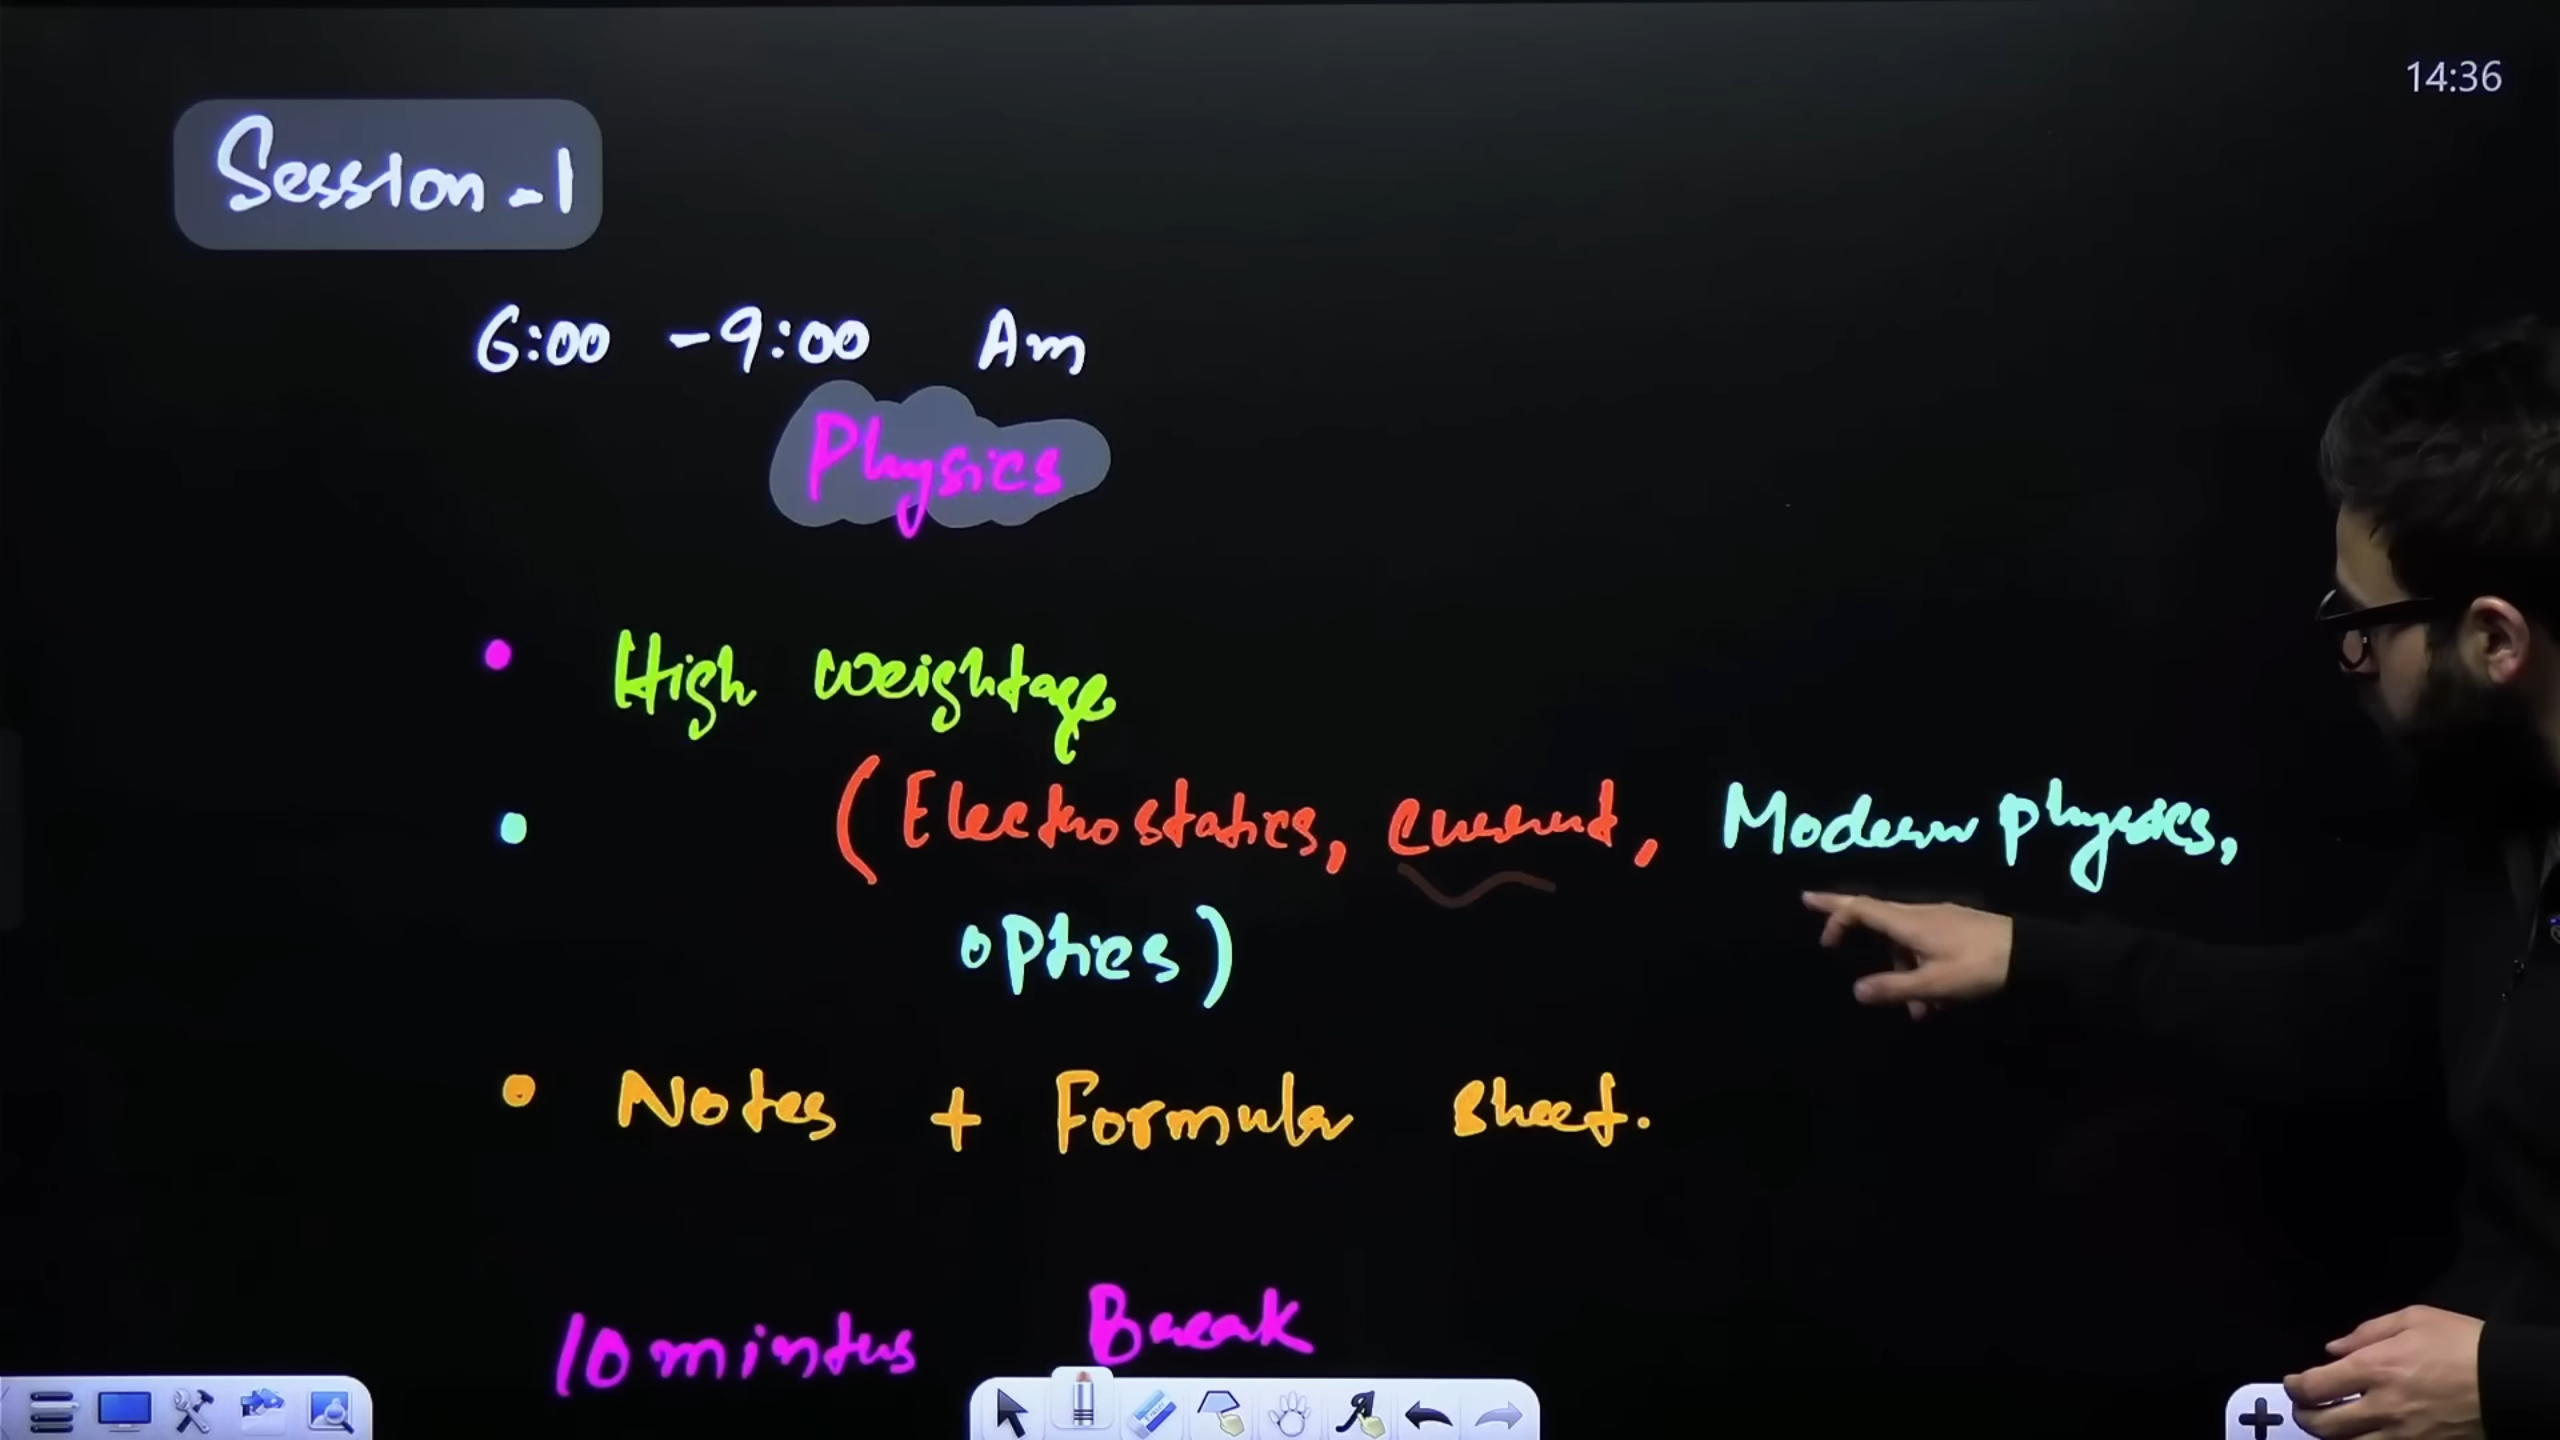 14:36
Session-1
6:00 - 9:00 Am
Physics
• High weightage
• (Electrostatics, current, Modern physics,
optics)
• Notes + Formula sheet.
10 mintus Break